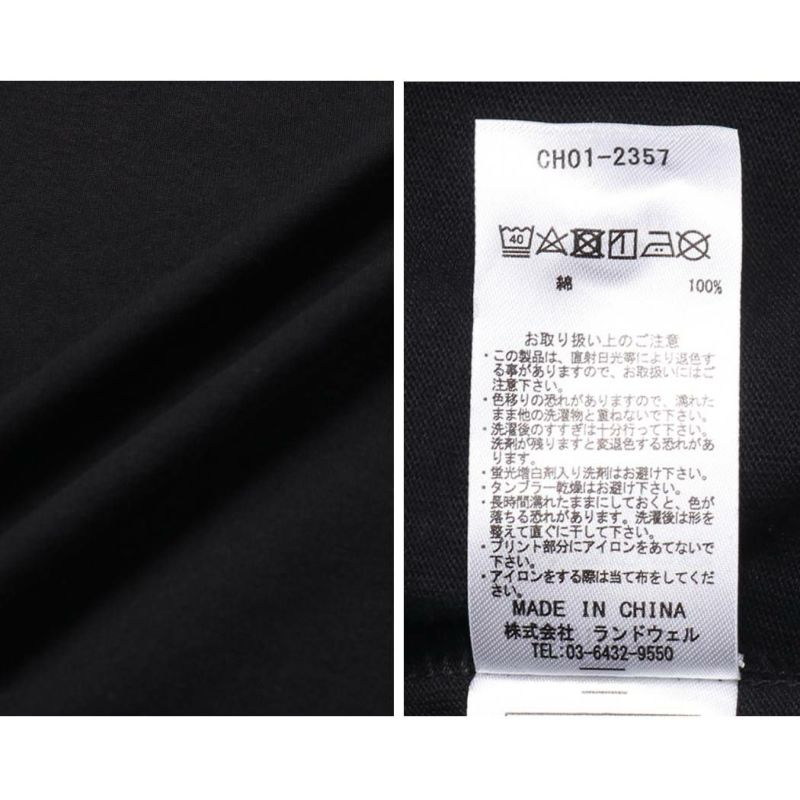 CH01-2357
40
綿 100%
お取り扱い上のご注意
・この製品は、直射日光等により退色す
る事がありますので、お取扱いにはご
注意下さい。
・色移りの恐れがありますので、濡れた
まま他の洗濯物と重ねないで下さい。
・洗濯後のすすぎは十分行って下さい。
洗剤が残りますと変退色する恐れがあ
ります。
・蛍光増白剤入り洗剤はお避け下さい。
・タンブラー乾燥はお避け下さい。
・長時間濡れたままにしておくと、色が
落ちる恐れがあります。洗濯後は形を
整えて直ぐに干して下さい。
・プリント部分にアイロンをあてないで
下さい。
・アイロンをする際は当て布をしてくだ
さい。
MADE IN CHINA
株式会社 ランドウェル
TEL:03-6432-9550